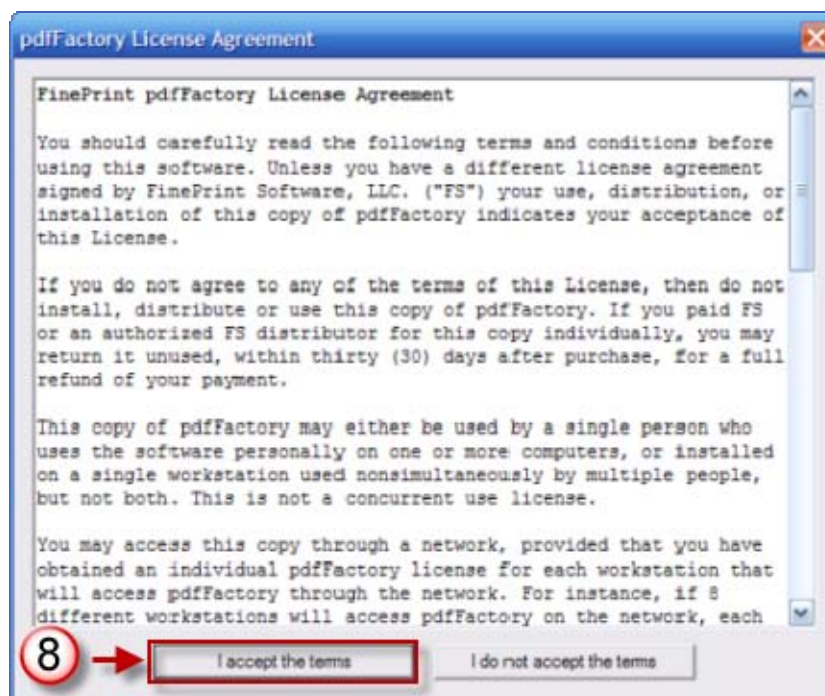 pdfFactory License Agreement
FinePrint pdfFactory License Agreement
You should carefully read the following terms and conditions before
using this software. Unless you have a different license agreement
signed by FinePrint Software, LLC. ("FS") your use, distribution, or
installation of this copy of pdfFactory indicates your acceptance of
this License.
If you do not agree to any of the terms of this License, then do not
install, distribute or use this copy of pdfFactory. If you paid FS
or an authorized FS distributor for this copy individually, you may
return it unused, within thirty (30) days after purchase, for a full
refund of your payment.
This copy of pdfFactory may either be used by a single person who
uses the software personally on one or more computers, or installed
on a single workstation used nonsimultaneously by multiple people,
but not both. This is not a concurrent use license.
You may access this copy through a network, provided that you have
obtained an individual pdfFactory license for each workstation that
will access pdfFactory through the network. For instance, if 8
different workstations will access pdfFactory on the network, each
8
I accept the terms
I do not accept the terms